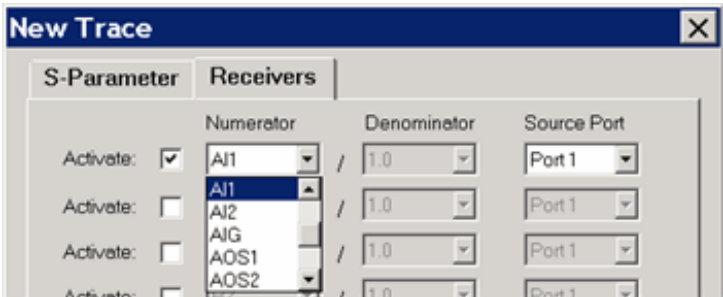 New Trace
S-Parameter Receivers
Numerator Denominator Source Port
Activate: AI1 / 1.0 Port 1
AI1
Activate: AI2 / 1.0 Port 1
AIG
Activate: AOS1 / 1.0 Port 1
AOS2
Activate: / 1.0 Port 1